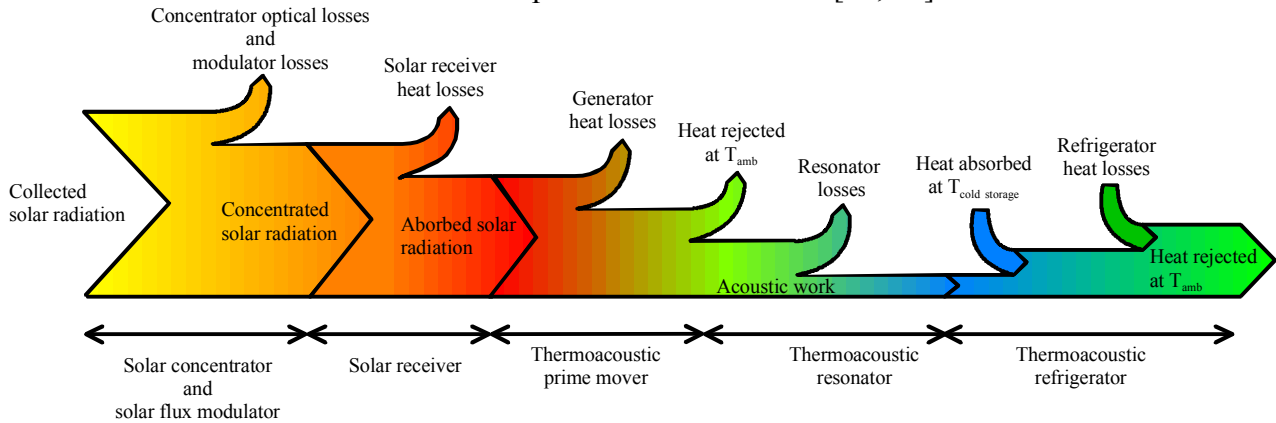 Concentrator optical losses
and
modulator losses
Solar receiver
heat losses
Generator
heat losses
Heat rejected
at T_amb
Resonator
losses
Heat absorbed
at T_cold storage
Refrigerator
heat losses
Collected
solar radiation
Concentrated
solar radiation
Aborbed solar
radiation
Acoustic work
Heat rejected
at T_amb
Solar concentrator
and
solar flux modulator
Solar receiver
Thermoacoustic
prime mover
Thermoacoustic
resonator
Thermoacoustic
refrigerator